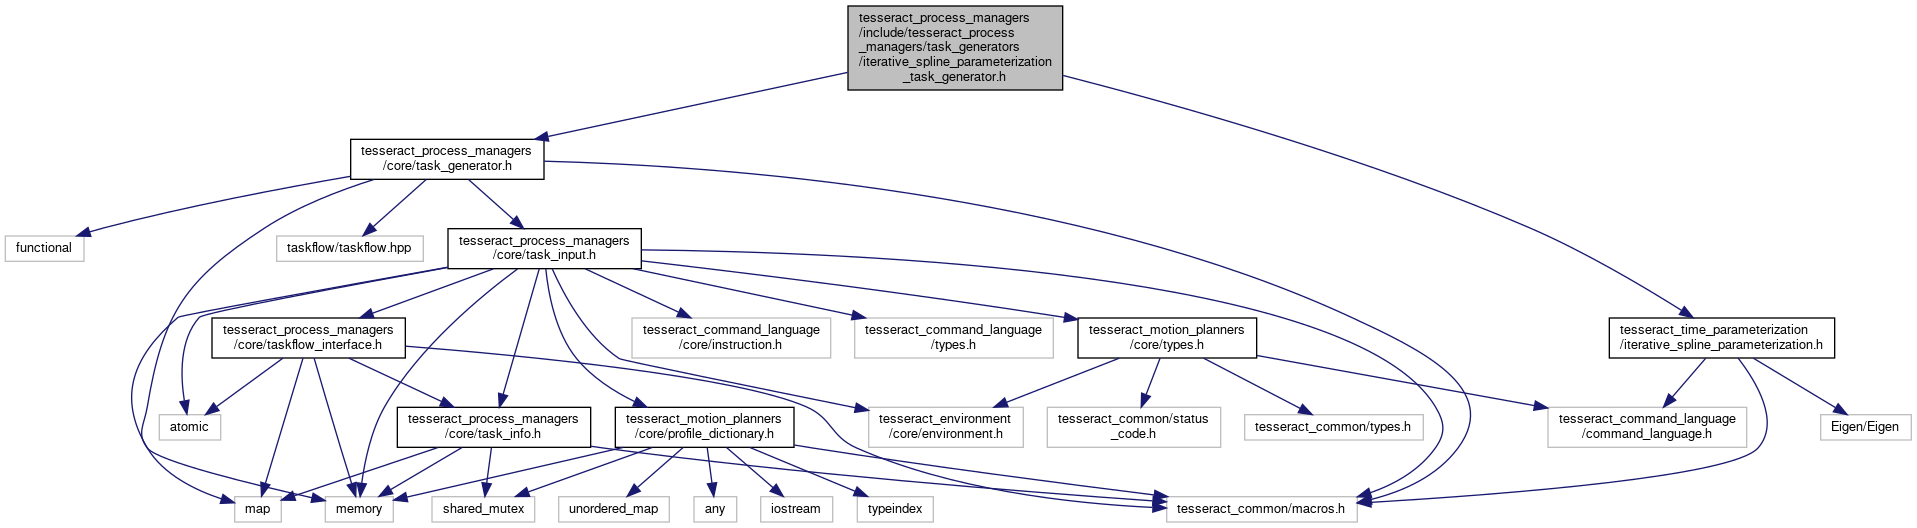 tesseract_process_managers
/include/tesseract_process
_managers/task_generators
/iterative_spline_parameterization
_task_generator.h
tesseract_process_managers
/core/task_generator.h
functional
taskflow/taskflow.hpp
tesseract_process_managers
/core/task_input.h
tesseract_process_managers
/core/taskflow_interface.h
tesseract_command_language
/core/instruction.h
tesseract_command_language
/types.h
tesseract_motion_planners
/core/types.h
tesseract_time_parameterization
/iterative_spline_parameterization.h
atomic
tesseract_process_managers
/core/task_info.h
tesseract_motion_planners
/core/profile_dictionary.h
tesseract_environment
/core/environment.h
tesseract_common/status
_code.h
tesseract_common/types.h
tesseract_command_language
/command_language.h
Eigen/Eigen
map
memory
shared_mutex
unordered_map
any
iostream
typeindex
tesseract_common/macros.h